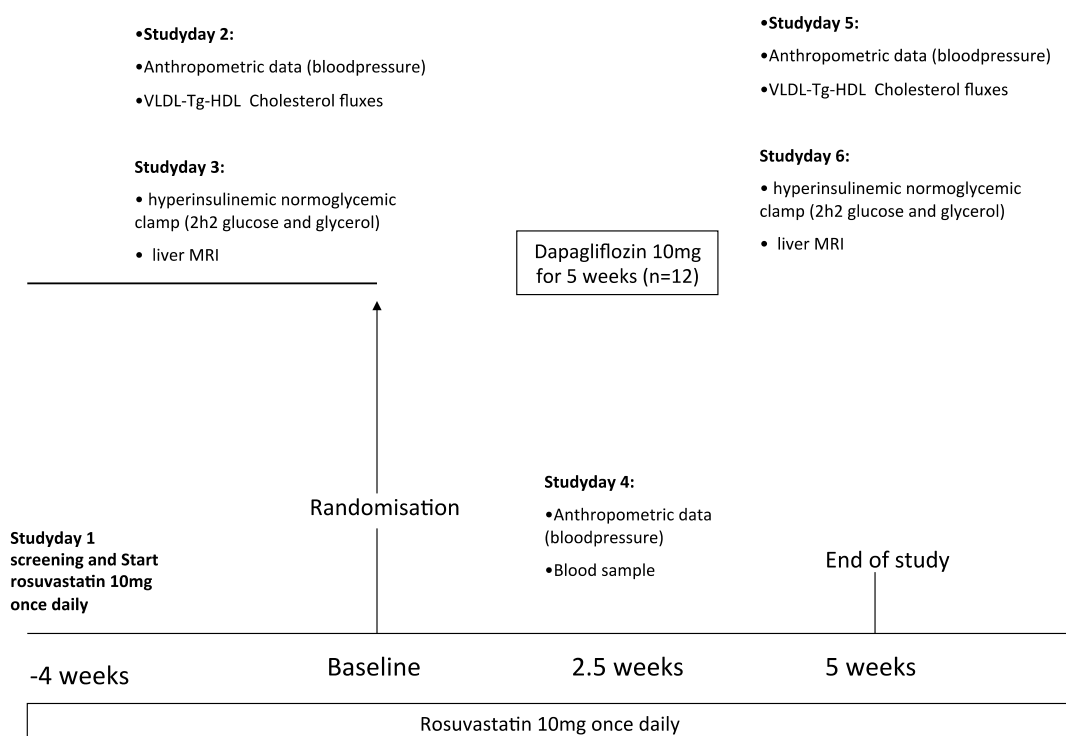 •Studyday 2:
•Anthropometric data (bloodpressure)
•VLDL-Tg-HDL Cholesterol fluxes
Studyday 3:
• hyperinsulinemic normoglycemic
clamp (2h2 glucose and glycerol)
• liver MRI
•Studyday 5:
•Anthropometric data (bloodpressure)
•VLDL-Tg-HDL Cholesterol fluxes
Studyday 6:
• hyperinsulinemic normoglycemic
clamp (2h2 glucose and glycerol)
• liver MRI
Dapagliflozin 10mg
for 5 weeks (n=12)
Randomisation
Studyday 4:
•Anthropometric data
(bloodpressure)
•Blood sample
Studyday 1
screening and Start
rosuvastatin 10mg
once daily
End of study
-4 weeks
Baseline
2.5 weeks
5 weeks
Rosuvastatin 10mg once daily